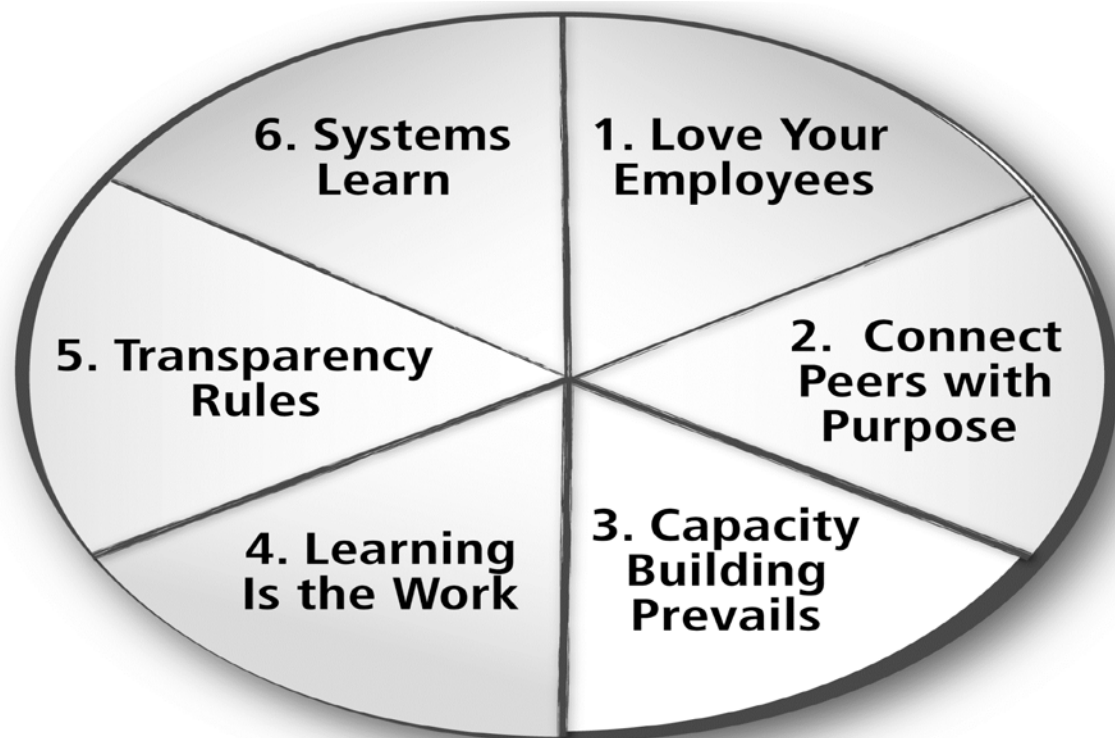 1. Love Your
Employees
2. Connect
Peers with
Purpose
3. Capacity
Building
Prevails
4. Learning
Is the Work
5. Transparency
Rules
6. Systems
Learn